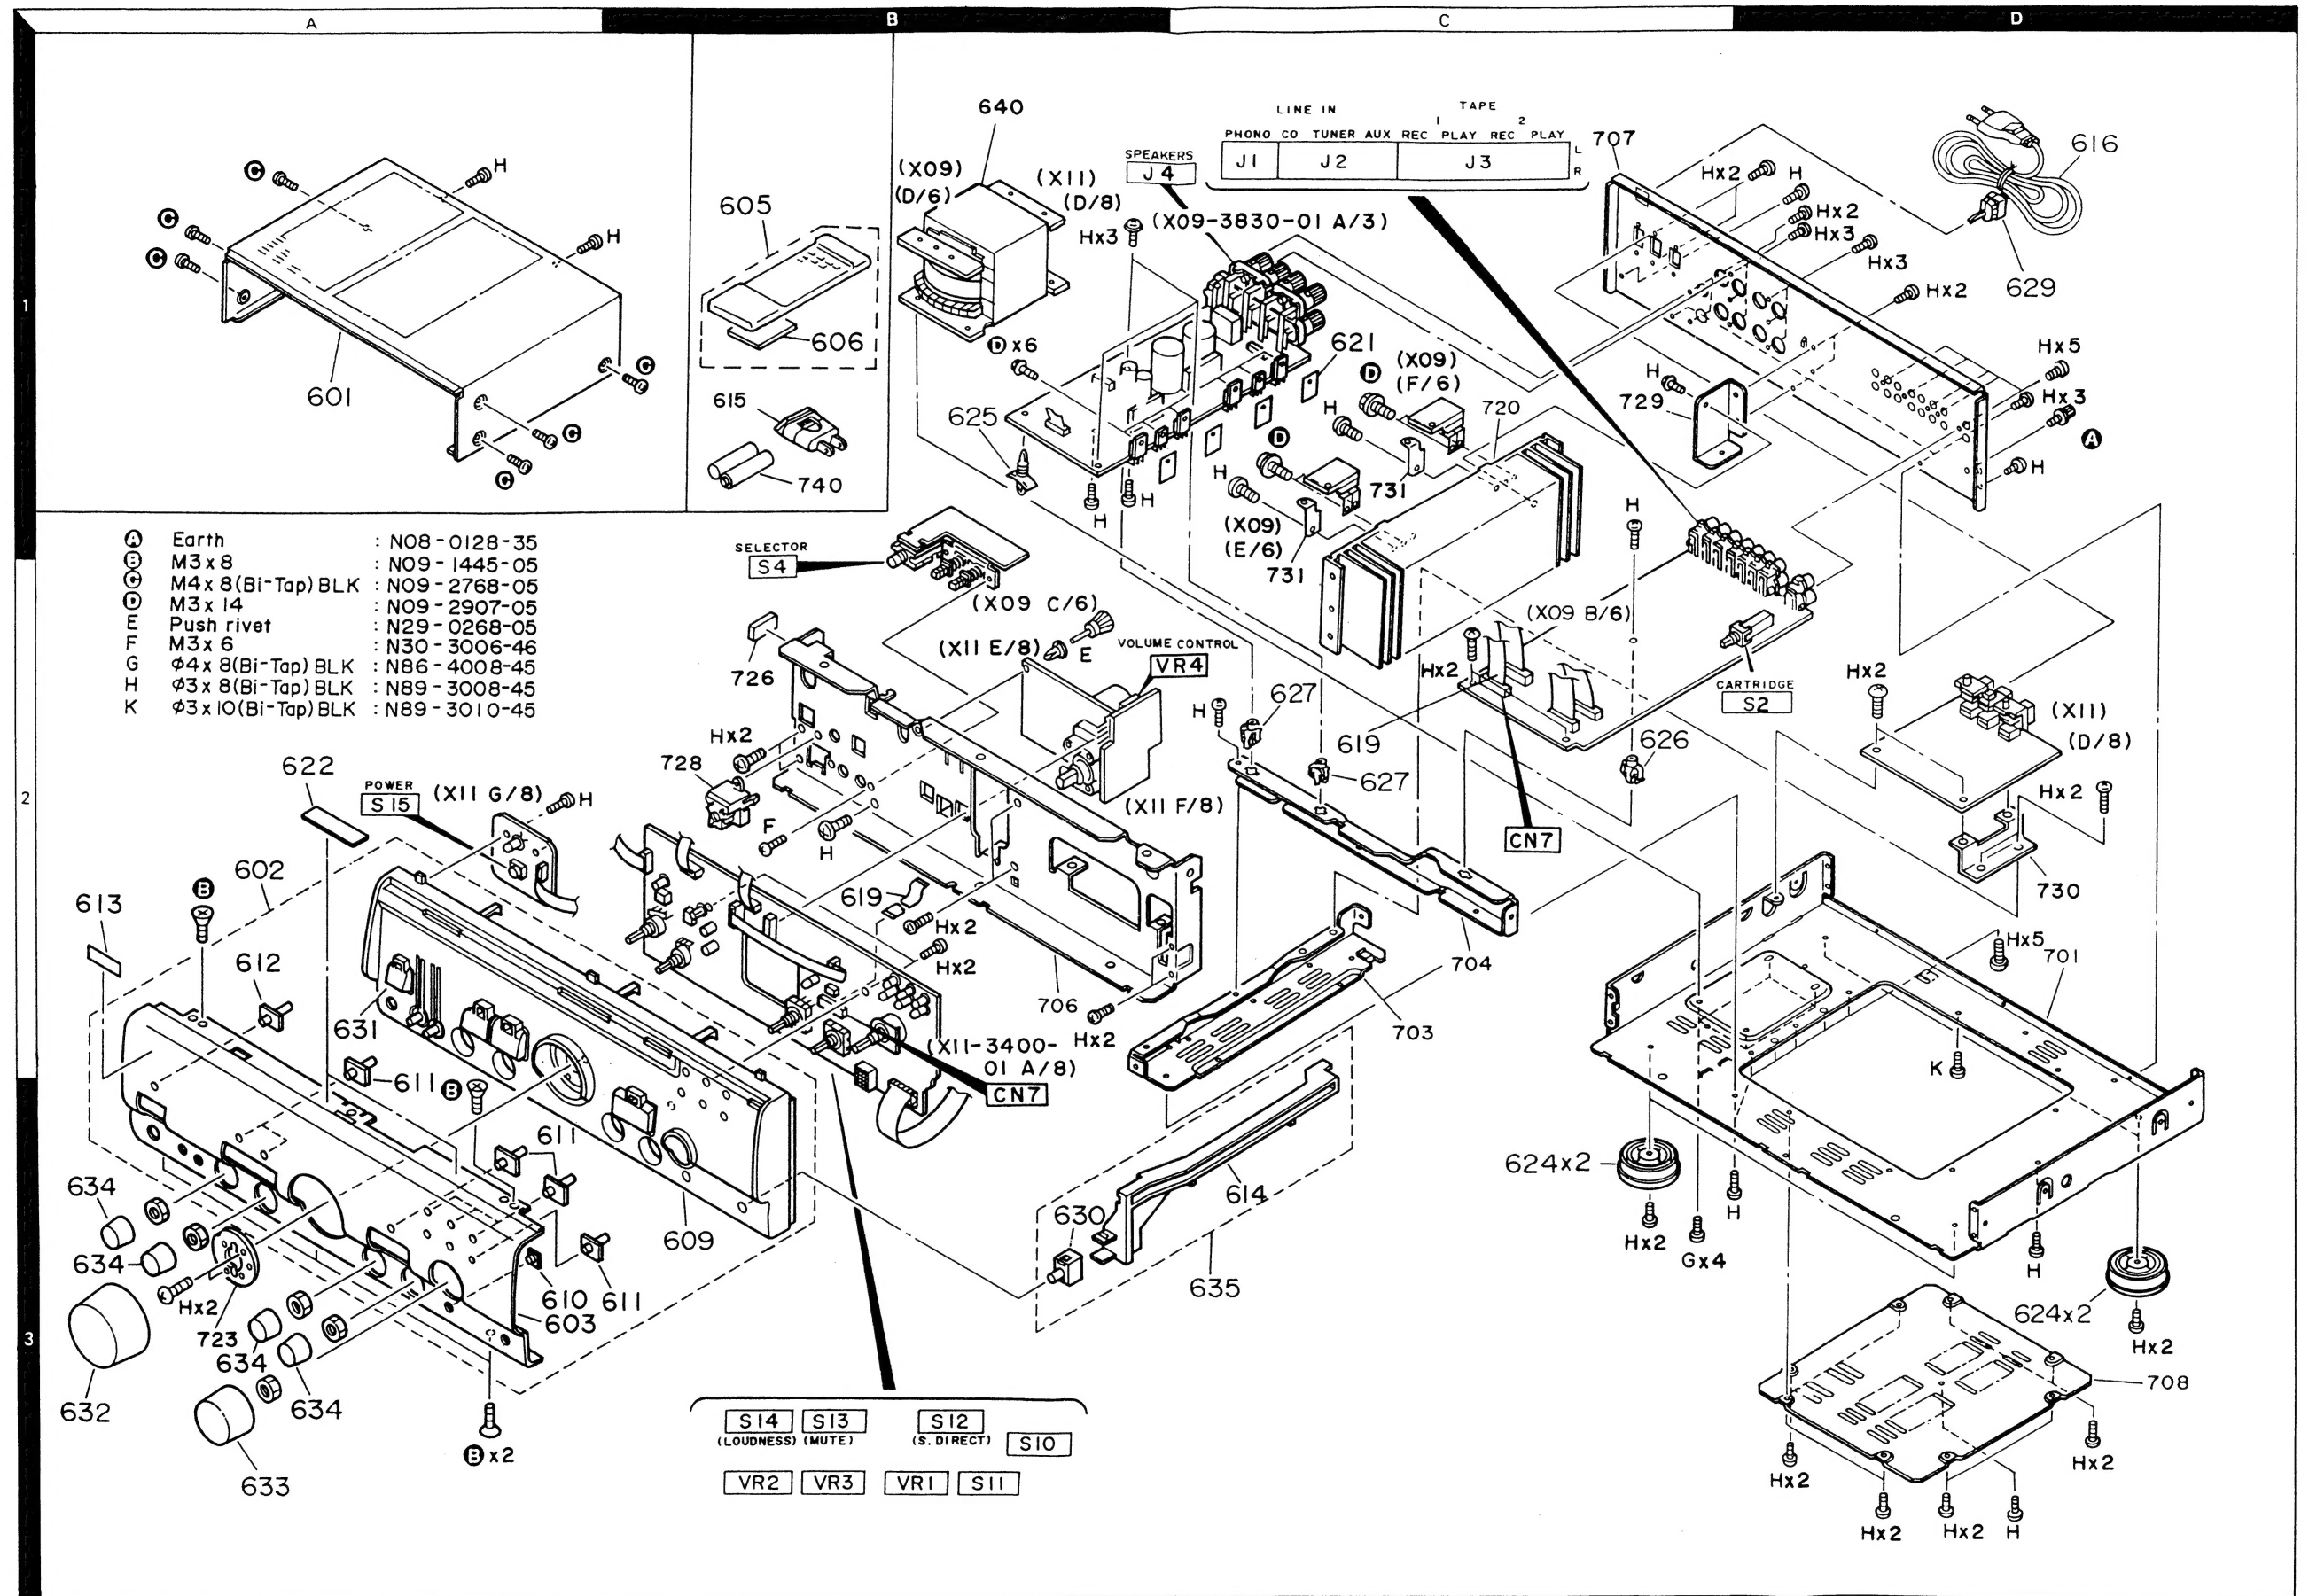 A
B
C
D
1
2
3
C
H
C
C
H
C
C
C
601
605
606
615
740
640
(X09)
(D/6)
(X11)
(D/8)
Hx3
SPEAKERS
J4
(X09-3830-01 A/3)
LINE IN
TAPE
1
2
PHONO CO TUNER AUX REC PLAY REC PLAY
J1
J2
J3
L
R
707
Hx2
H
Hx2
Hx3
Hx3
Hx2
616
629
Hx5
Hx3
A
H
H
729
D x6
621
625
H
H
(X09)
(F/6)
D
H
720
731
D
H
(X09)
(E/6)
731
H
A Earth : N08-0128-35
B M3x8 : N09-1445-05
C M4x8(Bi-Tap)BLK : N09-2768-05
D M3x14 : N09-2907-05
E Push rivet : N29-0268-05
F M3x6 : N30-3006-46
G φ4x8(Bi-Tap)BLK : N86-4008-45
H φ3x8(Bi-Tap)BLK : N89-3008-45
K φ3x10(Bi-Tap)BLK : N89-3010-45
SELECTOR
S4
(X09 C/6)
726
(X11 E/8)
E
VOLUME CONTROL
VR4
(X11 F/8)
(X09 B/6)
Hx2
619
CN7
CARTRIDGE
S2
Hx2
(X11)
(D/8)
Hx2
730
H
627
627
626
Hx2
728
F
H
622
POWER
S15
(X11 G/8)
H
602
613
B
612
631
611
B
619
Hx2
Hx2
706
Hx2
704
703
(X11-3400-
01 A/8)
CN7
Hx5
701
K
611
634
634
Hx2
723
634
634
610
611
603
609
630
614
635
632
633
B x2
624x2
Hx2
Gx4
H
H
624x2
Hx2
708
Hx2
Hx2
Hx2
Hx2
H
S14
S13
S12
S10
(LOUDNESS) (MUTE)
(S.DIRECT)
VR2
VR3
VR1
S11